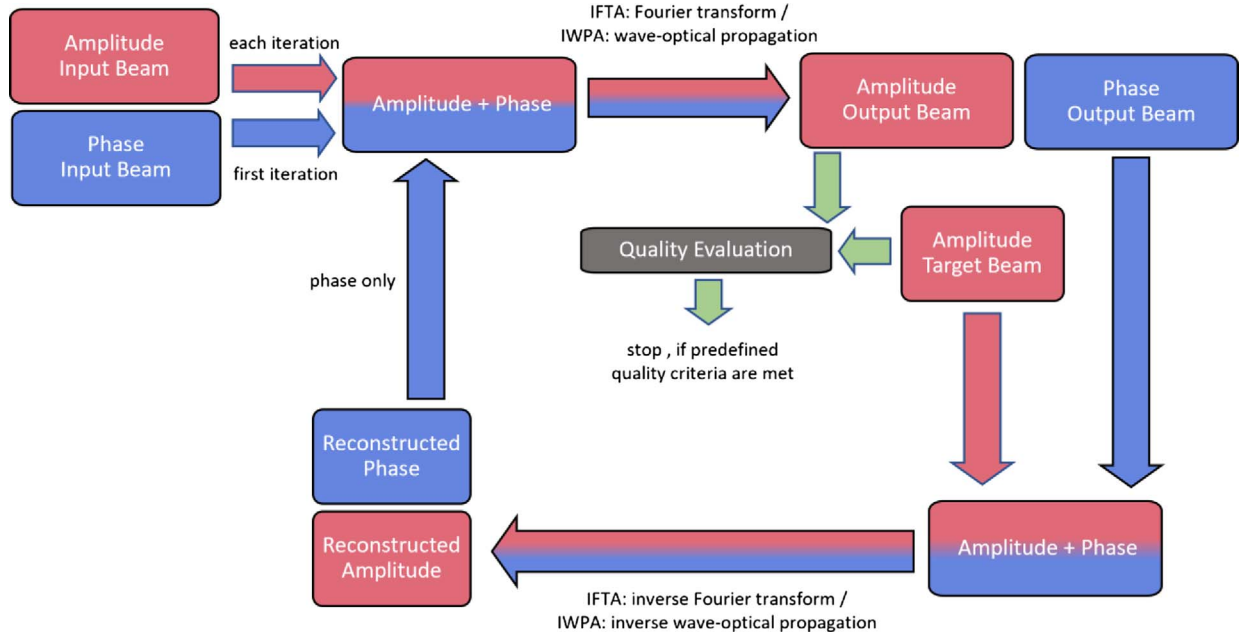 IFTA: Fourier transform /
IWPA: wave-optical propagation
Amplitude
Input Beam
each iteration
Phase
Input Beam
first iteration
Amplitude + Phase
Amplitude
Output Beam
Phase
Output Beam
Quality Evaluation
Amplitude
Target Beam
phase only
stop , if predefined
quality criteria are met
Reconstructed
Phase
Reconstructed
Amplitude
Amplitude + Phase
IFTA: inverse Fourier transform /
IWPA: inverse wave-optical propagation